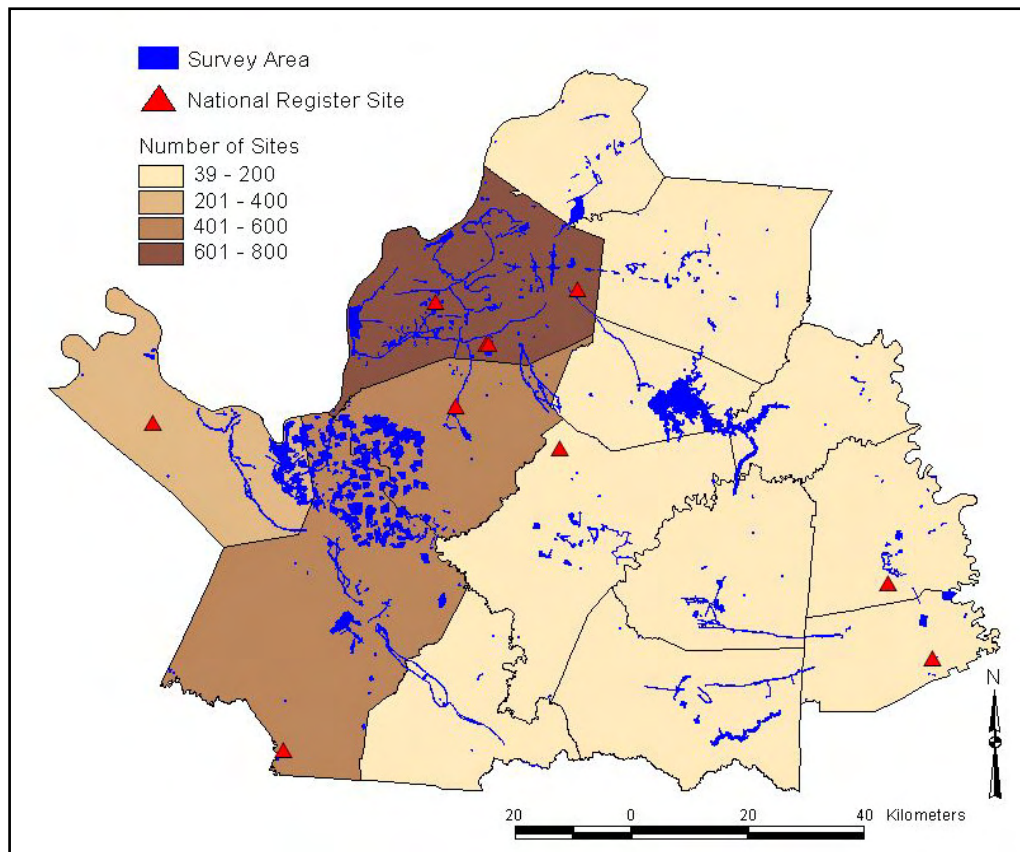 Survey Area
National Register Site
Number of Sites
39 - 200
201 - 400
401 - 600
601 - 800
N
20 0 20 40 Kilometers